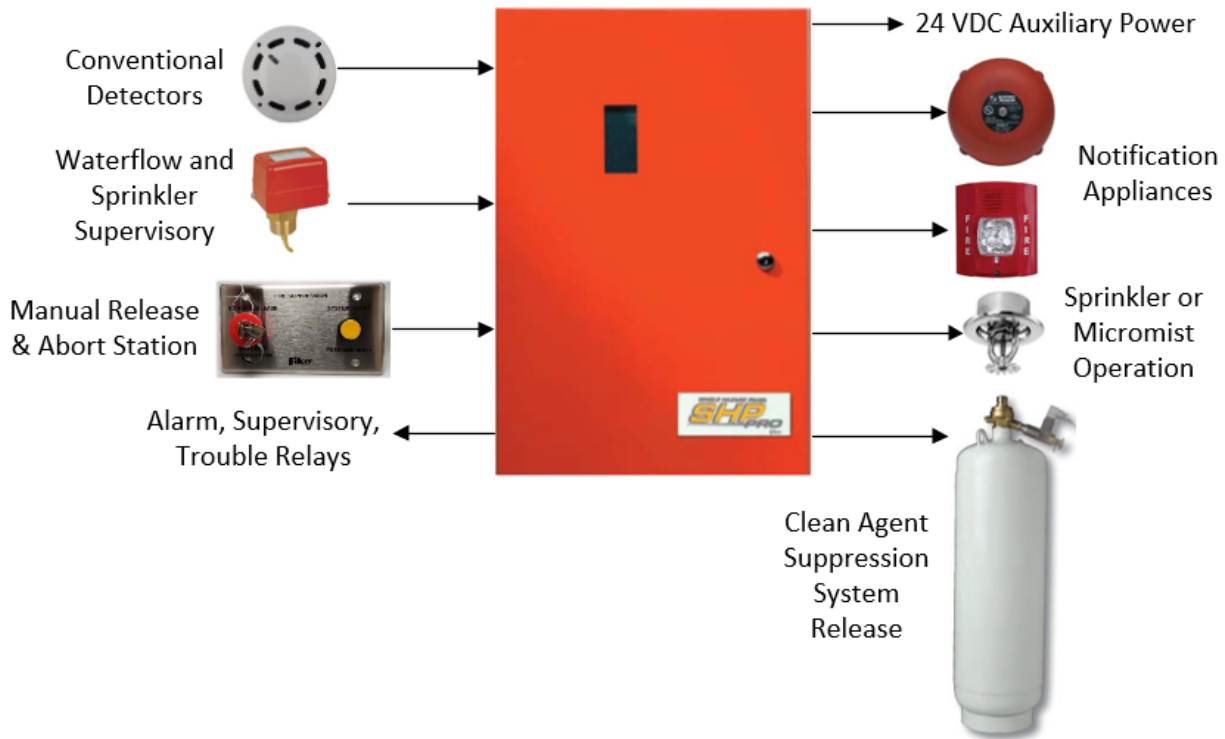 Conventional
Detectors
Waterflow and
Sprinkler
Supervisory
Manual Release
& Abort Station
Alarm, Supervisory,
Trouble Relays
SHP
PRO
24 VDC Auxiliary Power
Notification
Appliances
FIRE
FIRE
Sprinkler or
Micromist
Operation
Clean Agent
Suppression
System
Release
Fike